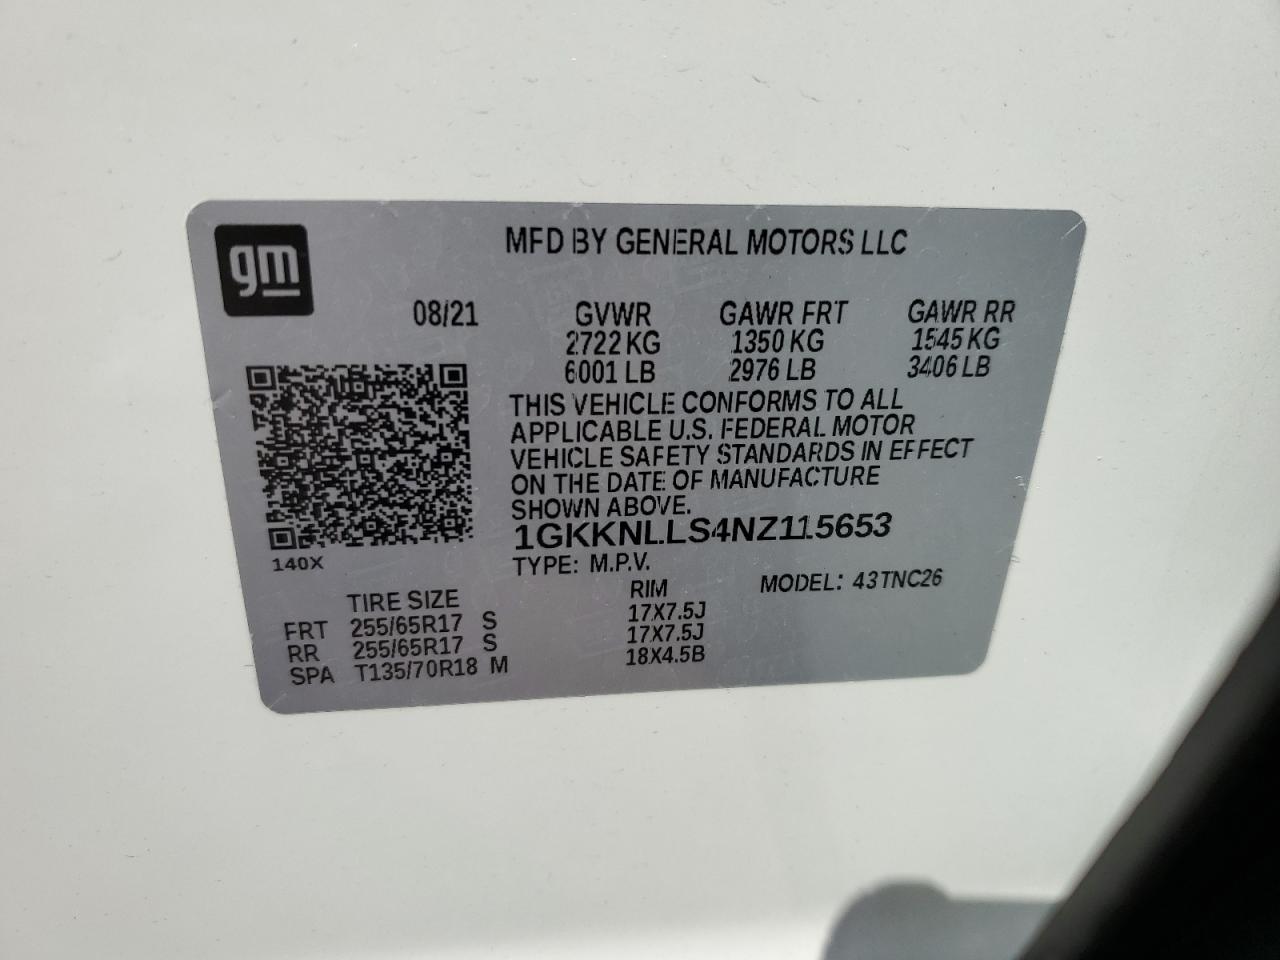 gm
MFD BY GENERAL MOTORS LLC
08/21 GVWR GAWR FRT GAWR RR
2722 KG 1350 KG 1545 KG
6001 LB 2976 LB 3406 LB
THIS VEHICLE CONFORMS TO ALL
APPLICABLE U.S. FEDERAL MOTOR
VEHICLE SAFETY STANDARDS IN EFFECT
ON THE DATE OF MANUFACTURE
SHOWN ABOVE.
1GKKNLLS4NZ115653
140X
TYPE: M.P.V. MODEL: 43TNC26
TIRE SIZE RIM
FRT 255/65R17 S 17X7.5J
RR 255/65R17 S 17X7.5J
SPA T135/70R18 M 18X4.5B